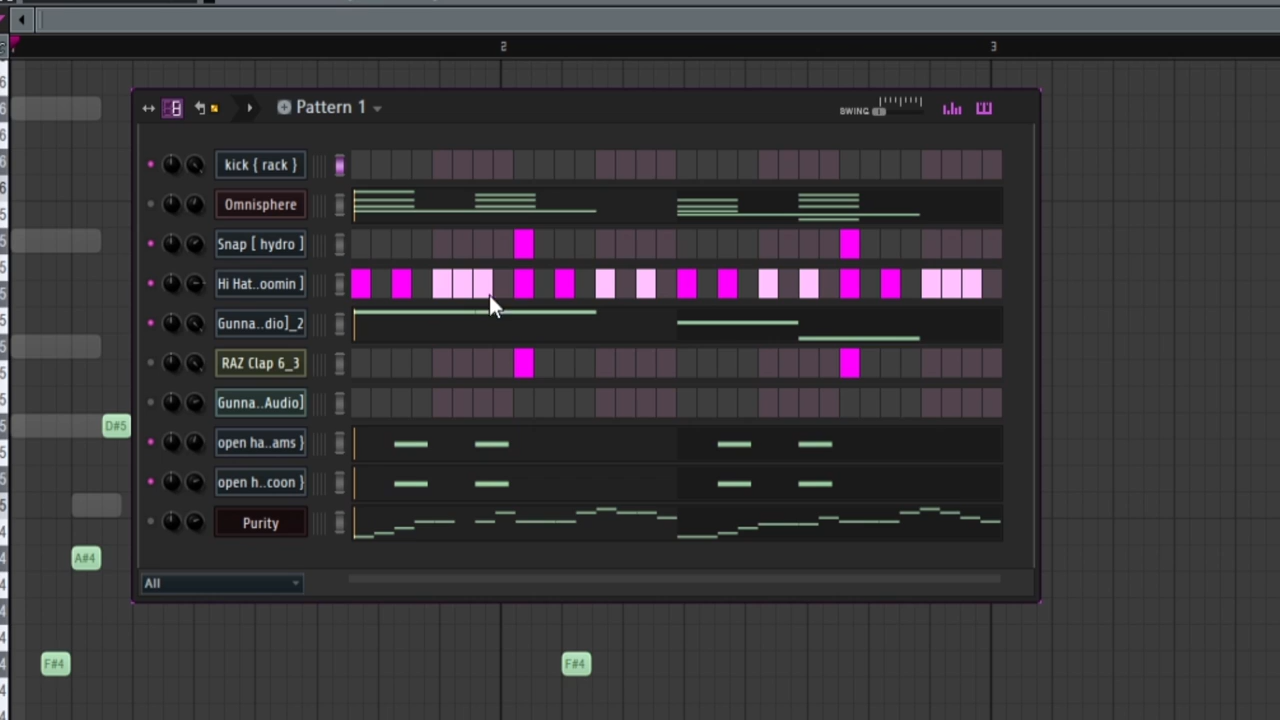 2 3
Pattern 1
SWING
kick { rack }
Omnisphere
Snap [ hydro ]
Hi Hat..oomin ]
Gunna..dio]_2
RAZ Clap 6_3
Gunna..Audio]
D#5
open ha..ams }
open h..coon }
Purity
A#4
All
F#4 F#4